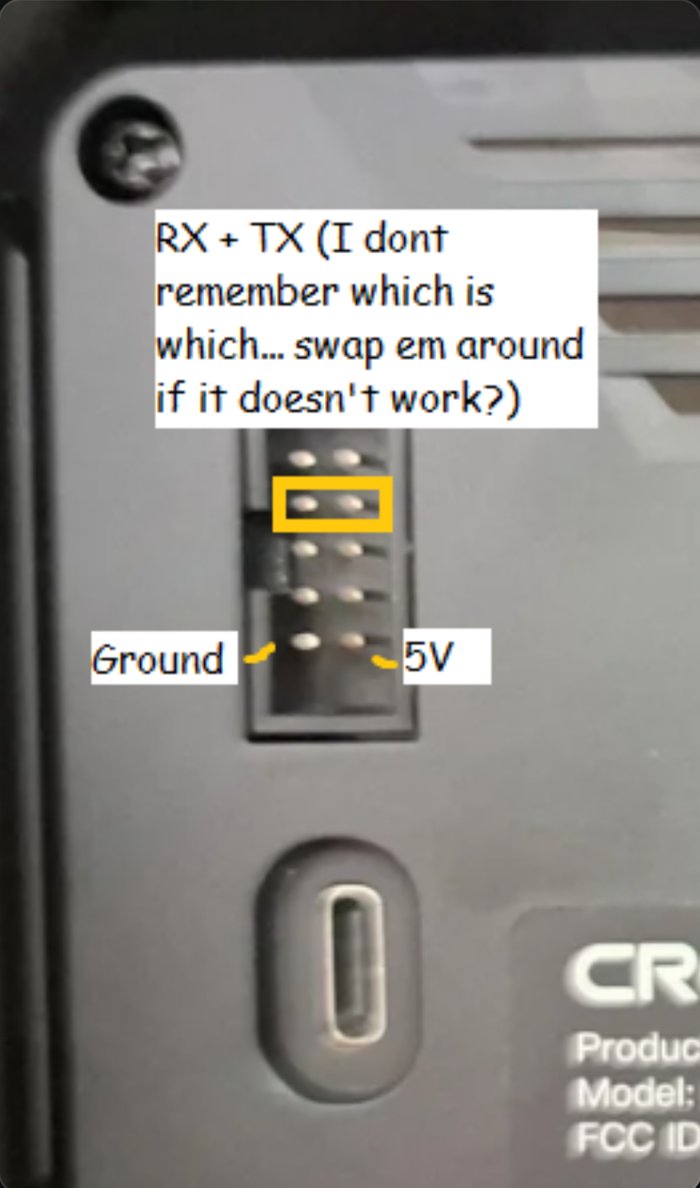 RX + TX (I dont
remember which is
which... swap em around
if it doesn't work?)
Ground
5V
CR
Produc
Model:
FCC ID